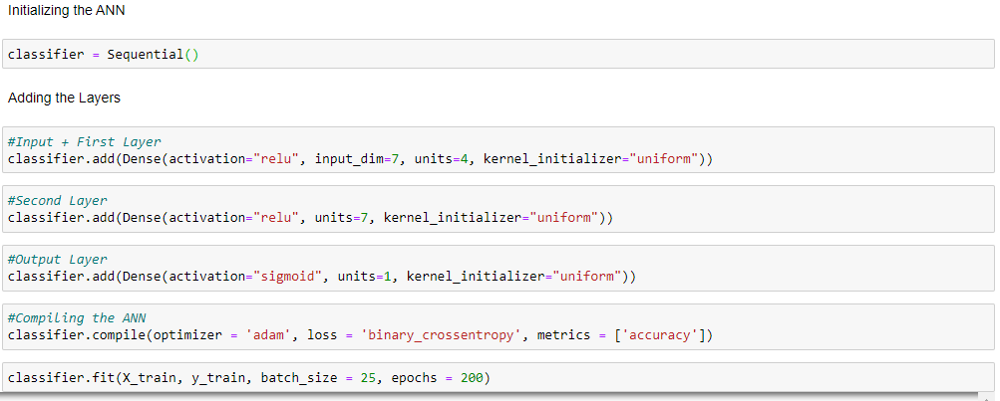 Initializing the ANN
classifier = Sequential()
Adding the Layers
#Input + First Layer
classifier.add(Dense(activation="relu", input_dim=7, units=4, kernel_initializer="uniform"))
#Second Layer
classifier.add(Dense(activation="relu", units=7, kernel_initializer="uniform"))
#Output Layer
classifier.add(Dense(activation="sigmoid", units=1, kernel_initializer="uniform"))
#Compiling the ANN
classifier.compile(optimizer = 'adam', loss = 'binary_crossentropy', metrics = ['accuracy'])
classifier.fit(X_train, y_train, batch_size = 25, epochs = 200)